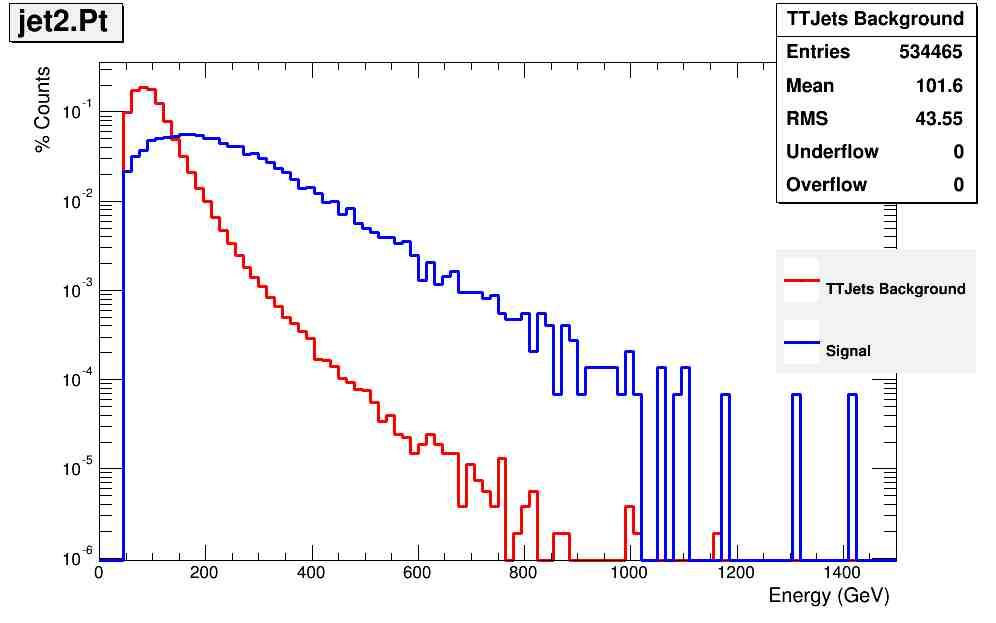 jet2.Pt
TTJets Background
Entries 534465
Mean 101.6
RMS 43.55
Underflow 0
Overflow 0
% Counts
10-1
10-2
10-3
10-4
10-5
10-6
TTJets Background
Signal
0 200 400 600 800 1000 1200 1400
Energy (GeV)